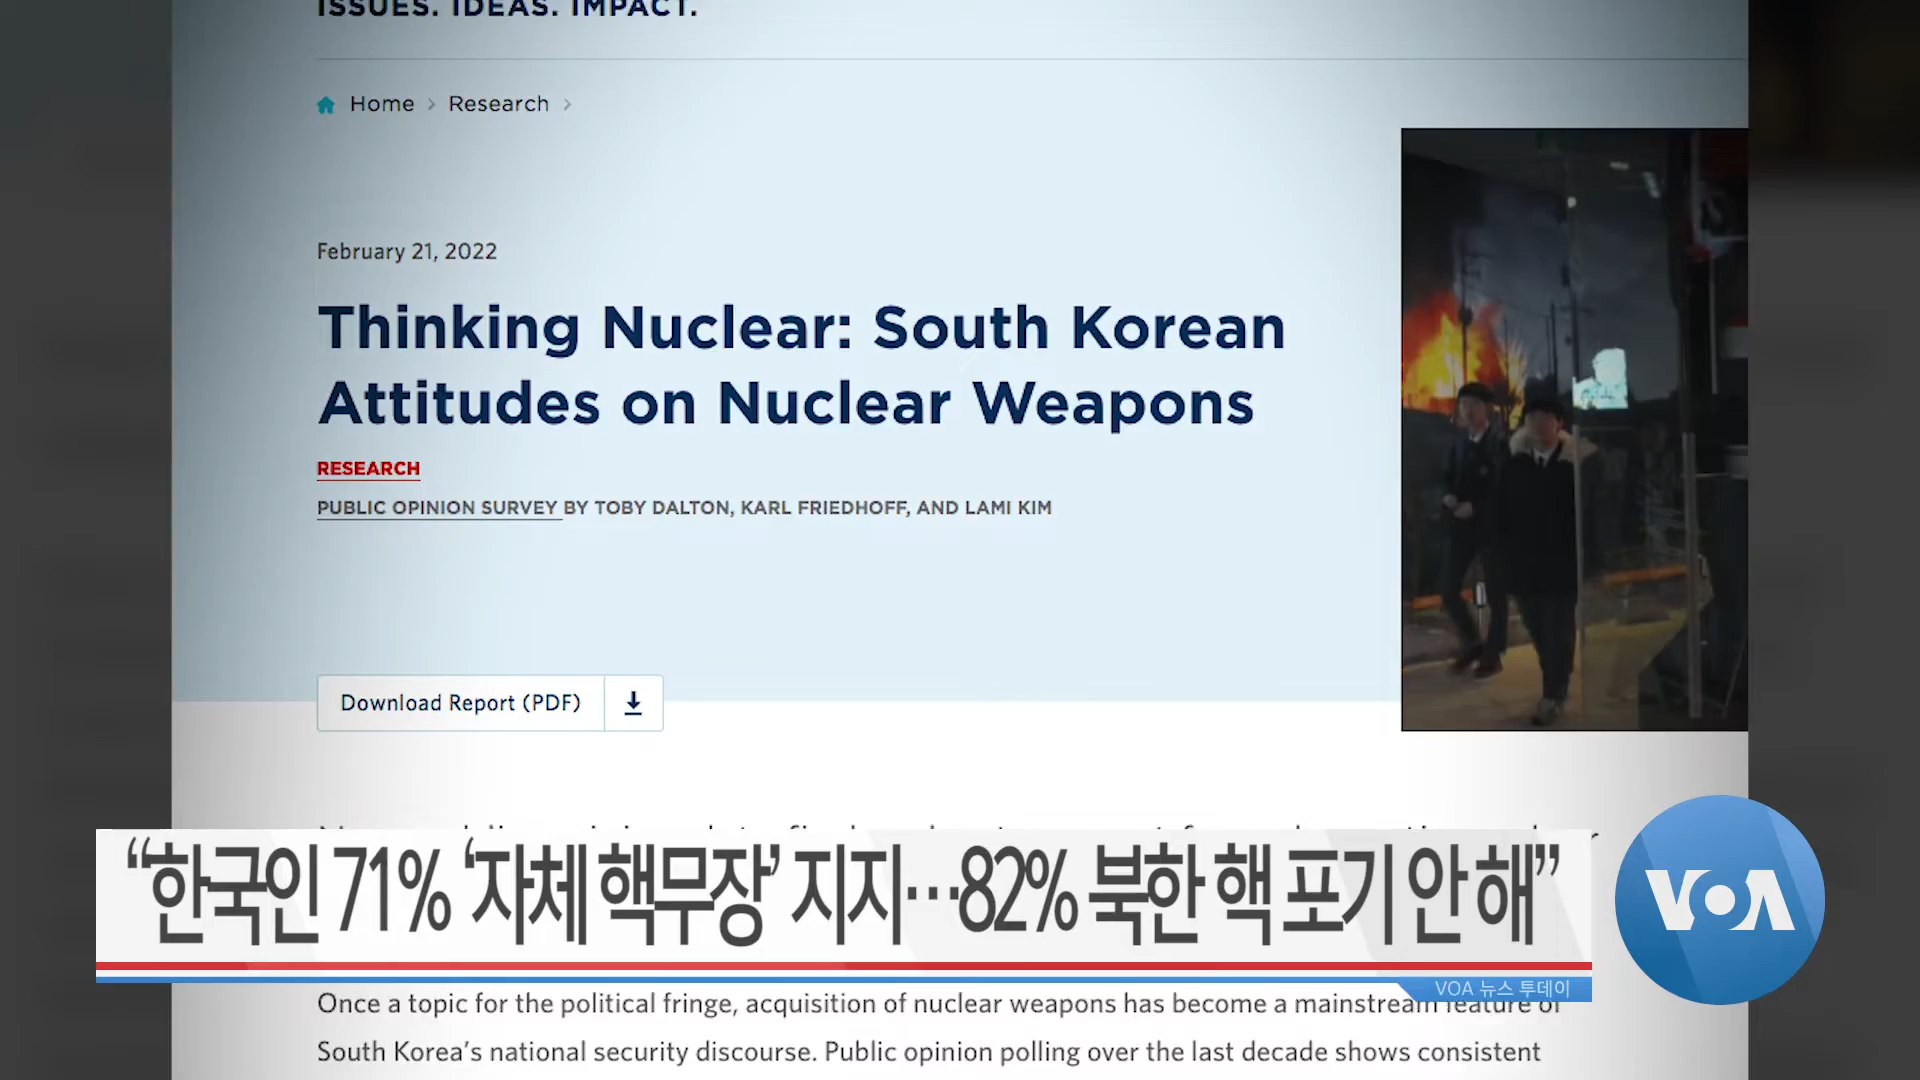 ISSUES. IDEAS. IMPACT.
Home > Research >
February 21, 2022
Thinking Nuclear: South Korean
Attitudes on Nuclear Weapons
RESEARCH
PUBLIC OPINION SURVEY BY TOBY DALTON, KARL FRIEDHOFF, AND LAMI KIM
Download Report (PDF)
“한국인 71% ‘자체 핵무장’ 지지…82% 북한 핵 포기 안 해”
VOA
VOA 뉴스 투데이
Once a topic for the political fringe, acquisition of nuclear weapons has become a mainstream feature of
South Korea’s national security discourse. Public opinion polling over the last decade shows consistent